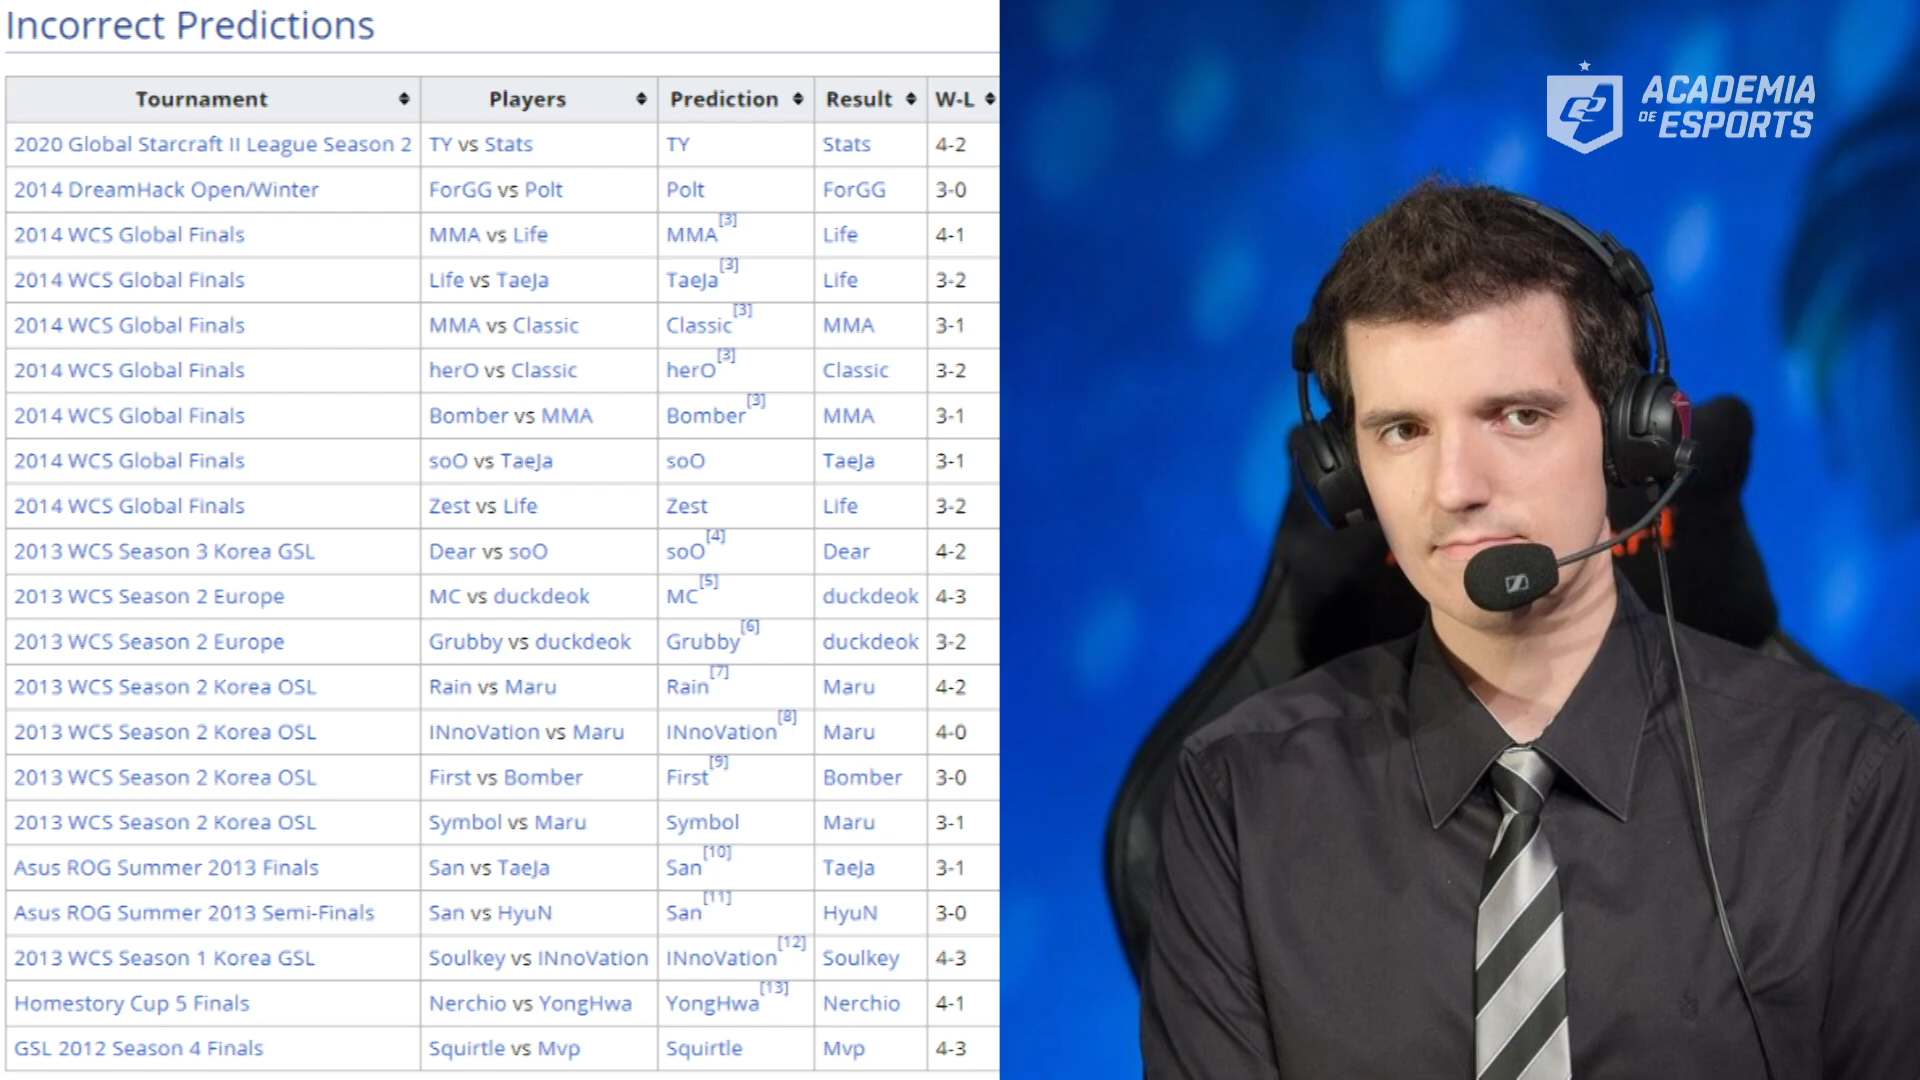 Incorrect Predictions
Tournament Players Prediction Result W-L
2020 Global Starcraft II League Season 2 TY vs Stats TY Stats 4-2
2014 DreamHack Open/Winter ForGG vs Polt Polt ForGG 3-0
2014 WCS Global Finals MMA vs Life MMA[3] Life 4-1
2014 WCS Global Finals Life vs TaeJa TaeJa[3] Life 3-2
2014 WCS Global Finals MMA vs Classic Classic[3] MMA 3-1
2014 WCS Global Finals herO vs Classic herO[3] Classic 3-2
2014 WCS Global Finals Bomber vs MMA Bomber[3] MMA 3-1
2014 WCS Global Finals soO vs TaeJa soO TaeJa 3-1
2014 WCS Global Finals Zest vs Life Zest Life 3-2
2013 WCS Season 3 Korea GSL Dear vs soO soO[4] Dear 4-2
2013 WCS Season 2 Europe MC vs duckdeok MC[5] duckdeok 4-3
2013 WCS Season 2 Europe Grubby vs duckdeok Grubby[6] duckdeok 3-2
2013 WCS Season 2 Korea OSL Rain vs Maru Rain[7] Maru 4-2
2013 WCS Season 2 Korea OSL INnoVation vs Maru INnoVation[8] Maru 4-0
2013 WCS Season 2 Korea OSL First vs Bomber First[9] Bomber 3-0
2013 WCS Season 2 Korea OSL Symbol vs Maru Symbol Maru 3-1
Asus ROG Summer 2013 Finals San vs TaeJa San[10] TaeJa 3-1
Asus ROG Summer 2013 Semi-Finals San vs HyuN San[11] HyuN 3-0
2013 WCS Season 1 Korea GSL Soulkey vs INnoVation INnoVation[12] Soulkey 4-3
Homestory Cup 5 Finals Nerchio vs YongHwa YongHwa[13] Nerchio 4-1
GSL 2012 Season 4 Finals Squirtle vs Mvp Squirtle Mvp 4-3
ACADEMIA
DE ESPORTS